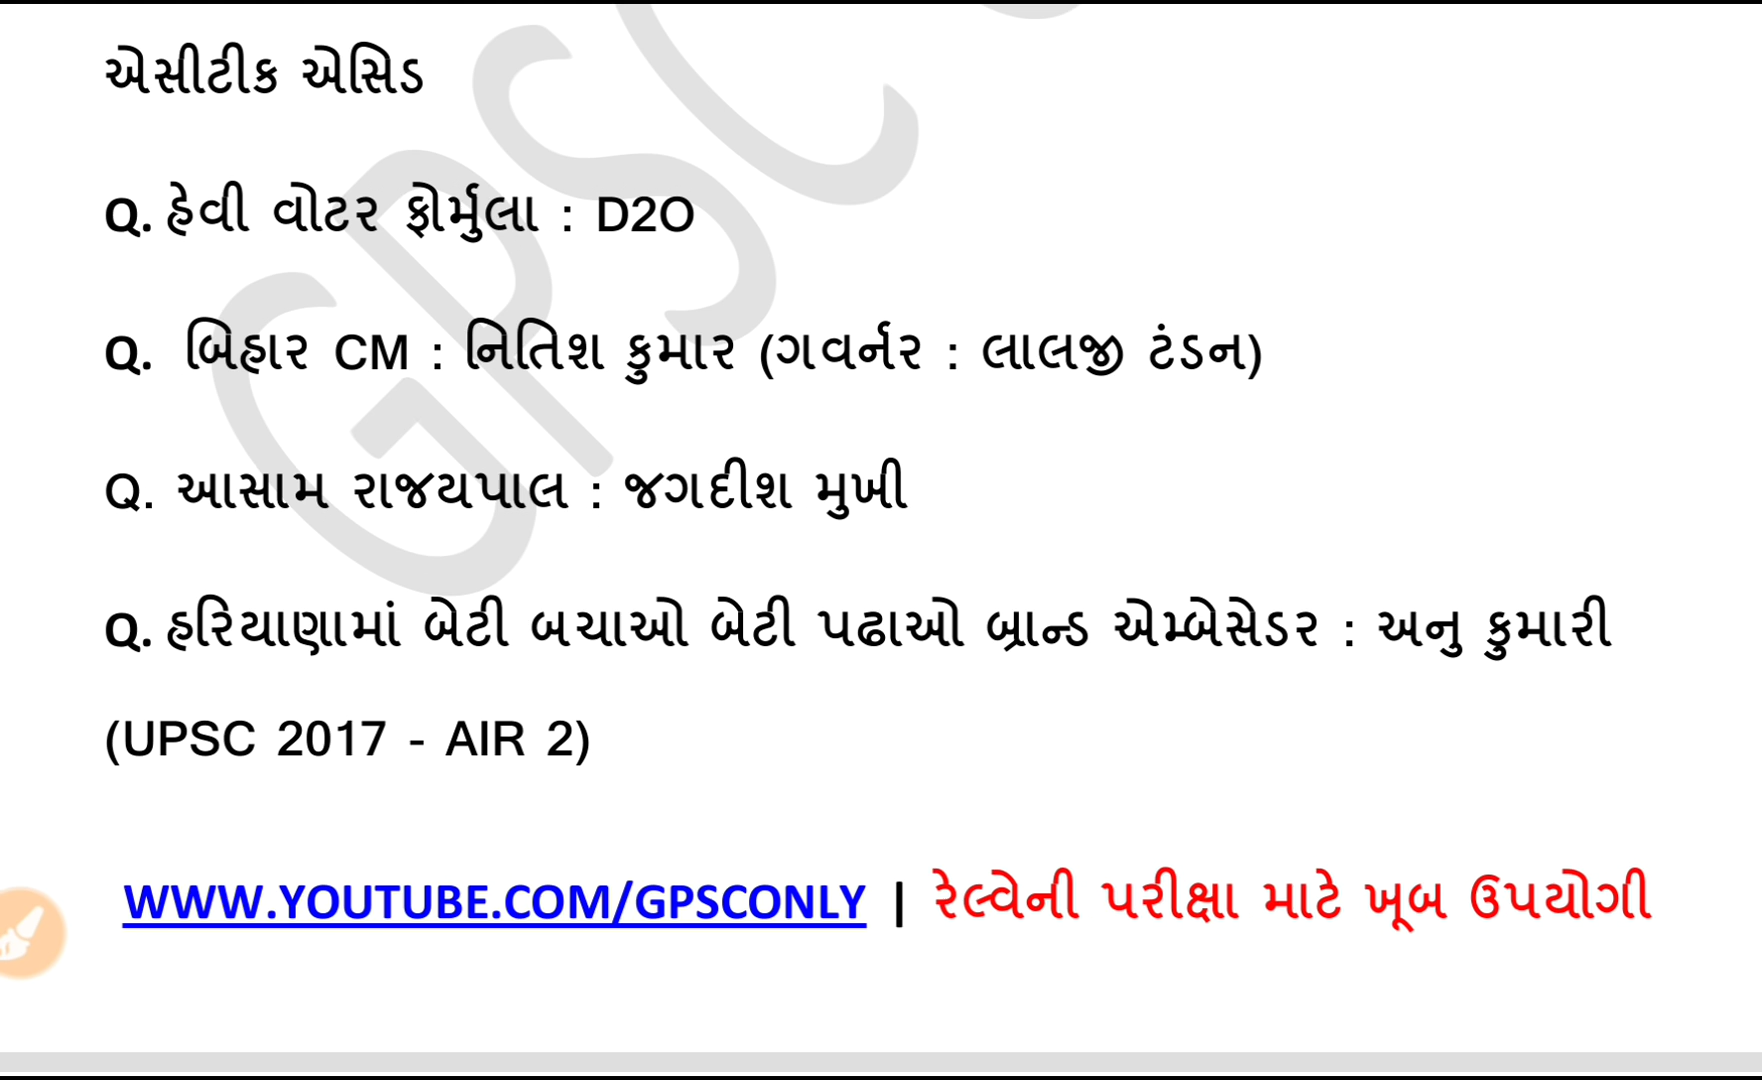 એસીટીક એસિડ
Q. હેવી વોટર ફોર્મુલા : D2O
Q. બિહાર CM : નિતિશ કુમાર (ગવર્નર : લાલજી ટંડન)
Q. આસામ રાજયપાલ : જગદીશ મુખી
Q. હરિયાણામાં બેટી બચાઓ બેટી પઢાઓ બ્રાન્ડ એમ્બેસેડર : અનુ કુમારી
(UPSC 2017 - AIR 2)
WWW.YOUTUBE.COM/GPSCONLY | રેલ્વેની પરીક્ષા માટે ખૂબ ઉપયોગી
GPSC